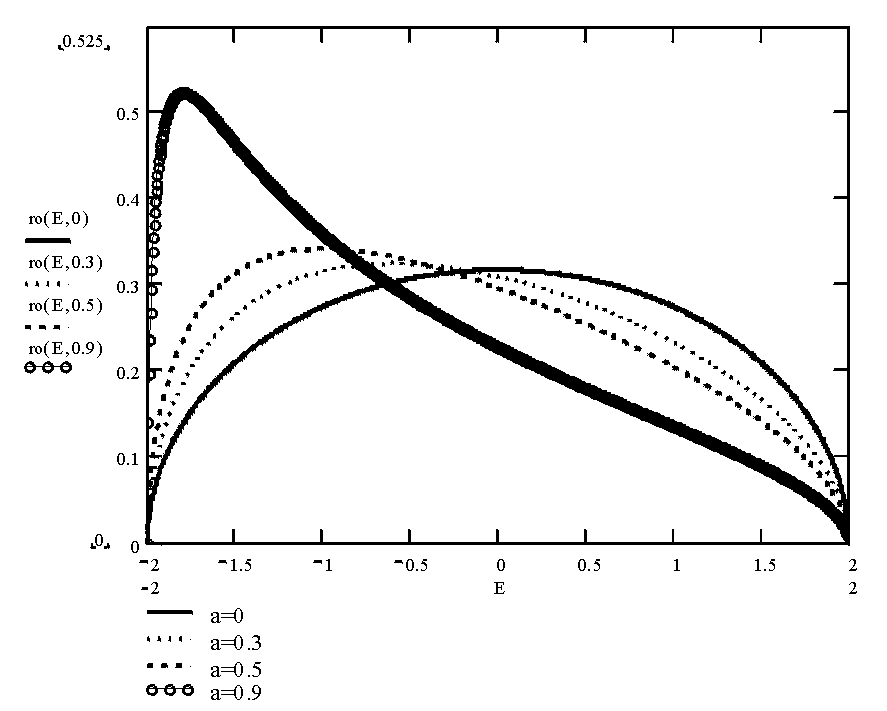 0.525
0.5
0.4
ro(E,0)
ro(E,0.3)
0.3
ro(E,0.5)
ro(E,0.9)
0.2
0.1
0
0
−2 −1.5 −1 −0.5 0 0.5 1 1.5 2
−2 E 2
a=0
a=0.3
a=0.5
a=0.9